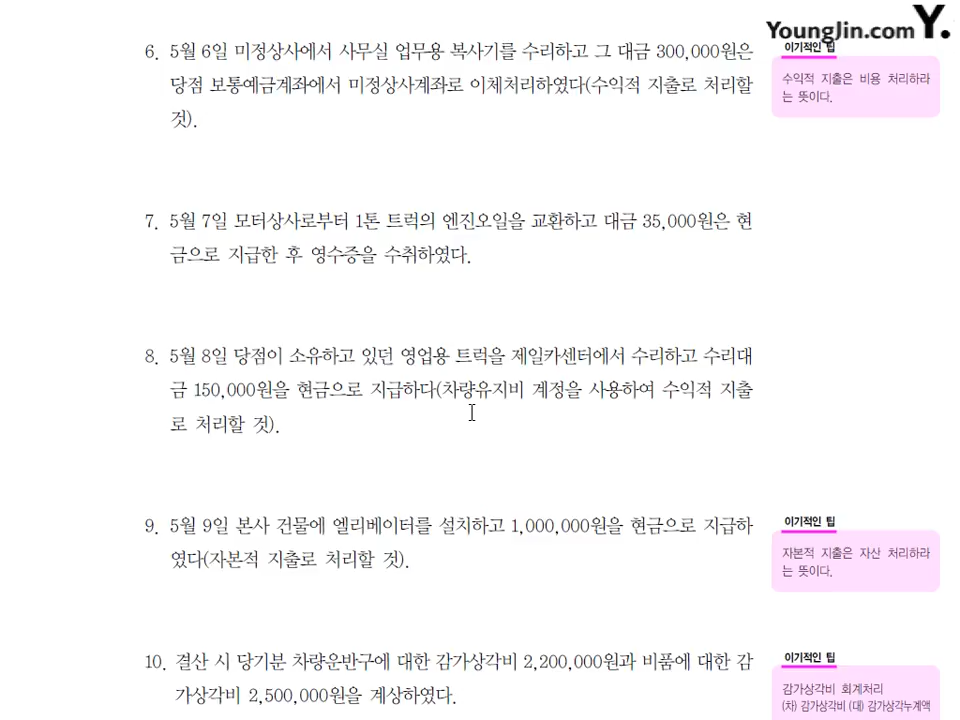 YoungJin.com Y.
6. 5월 6일 미정상사에서 사무실 업무용 복사기를 수리하고 그 대금 300,000원은
당점 보통예금계좌에서 미정상사계좌로 이체처리하였다(수익적 지출로 처리할
것).
이기적인 팁
수익적 지출은 비용 처리하라
는 뜻이다.
7. 5월 7일 모터상사로부터 1톤 트럭의 엔진오일을 교환하고 대금 35,000원은 현
금으로 지급한 후 영수증을 수취하였다.
8. 5월 8일 당점이 소유하고 있던 영업용 트럭을 제일카센터에서 수리하고 수리대
금 150,000원을 현금으로 지급하다(차량유지비 계정을 사용하여 수익적 지출
로 처리할 것).
9. 5월 9일 본사 건물에 엘리베이터를 설치하고 1,000,000원을 현금으로 지급하
였다(자본적 지출로 처리할 것).
이기적인 팁
자본적 지출은 자산 처리하라
는 뜻이다.
10. 결산 시 당기분 차량운반구에 대한 감가상각비 2,200,000원과 비품에 대한 감
가상각비 2,500,000원을 계상하였다.
이기적인 팁
감가상각비 회계처리
(차) 감가상각비 (대) 감가상각누계액